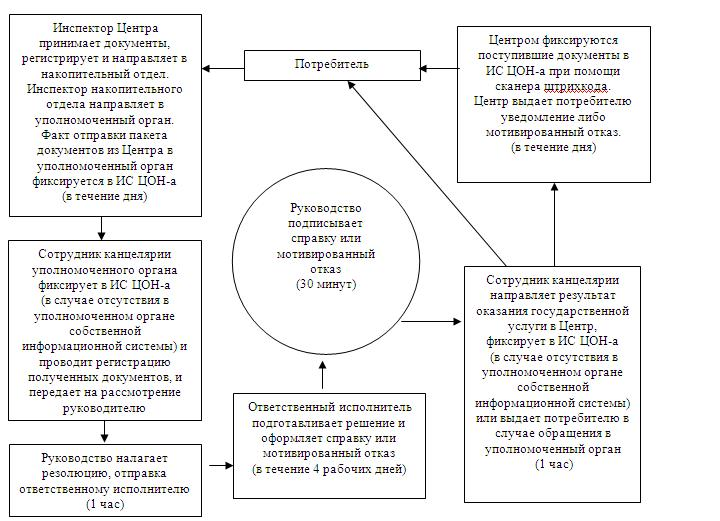 Инспектор Центра
принимает документы,
регистрирует и направляет в
накопительный отдел.
Инспектор накопительного
отдела направляет в
уполномоченный орган.
Факт отправки пакета
документов из Центра в
уполномоченный орган
фиксируется в ИС ЦОН-а
(в течение дня)
Потребитель
Центром фиксируются
поступившие документы в
ИС ЦОН-а при помощи
сканера штрихкода.
Центр выдает потребителю
уведомление либо
мотивированный отказ.
(в течение дня)
Руководство
подписывает
справку или
мотивированный
отказ
(30 минут)
Сотрудник канцелярии
уполномоченного органа
фиксирует в ИС ЦОН-а
(в случае отсутствия в
уполномоченном органе
собственной
информационной системы) и
проводит регистрацию
полученных документов, и
передает на рассмотрение
руководителю
Сотрудник канцелярии
направляет результат
оказания государственной
услуги в Центр,
фиксирует в ИС ЦОН-а
(в случае отсутствия в
уполномоченном органе
собственной
информационной системы)
или выдает потребителю в
случае обращения в
уполномоченный орган
(1 час)
Руководство налагает
резолюцию, отправка
ответственному исполнителю
(1 час)
Ответственный исполнитель
подготавливает решение и
оформляет справку или
мотивированный отказ
(в течение 4 рабочих дней)